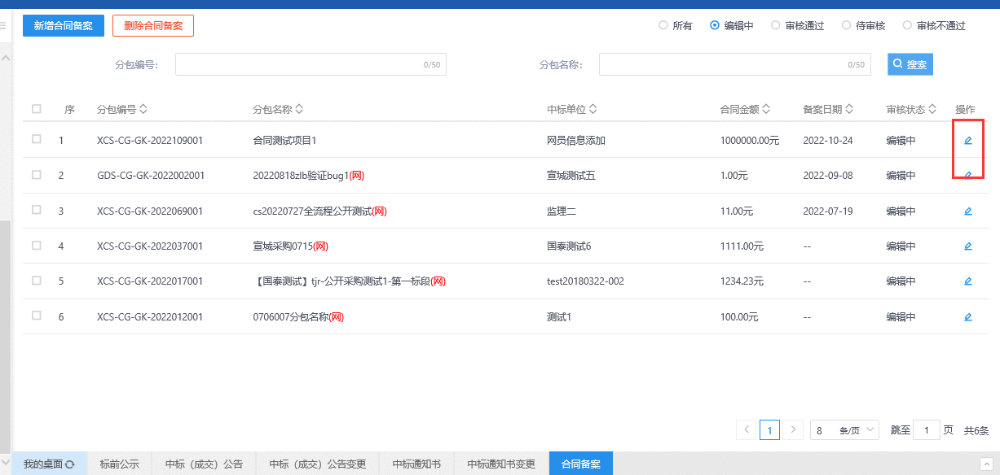 新增合同备案 删除合同备案 所有 编辑中 审核通过 待审核 审核不通过
分包编号: 0/50 分包名称: 0/50 搜索
序 分包编号 分包名称 中标单位 合同金额 备案日期 审核状态 操作
1 XCS-CG-GK-2022109001 合同测试项目1 网员信息添加 1000000.00元 2022-10-24 编辑中
2 GDS-CG-GK-2022002001 20220818zlb验证bug1(网) 宣城测试五 1.00元 2022-09-08 编辑中
3 XCS-CG-GK-2022069001 cs20220727全流程公开测试(网) 监理二 11.00元 2022-07-19 编辑中
4 XCS-CG-GK-2022037001 宣城采购0715(网) 国泰测试6 1111.00元 -- 编辑中
5 XCS-CG-GK-2022017001 【国泰测试】tjr-公开采购测试1-第一标段(网) test20180322-002 1234.23元 -- 编辑中
6 XCS-CG-GK-2022012001 0706007分包名称(网) 测试1 100.00元 -- 编辑中
1 8 条/页 跳至 1 页 共6条
我的桌面 标前公示 中标（成交）公告 中标（成交）公告变更 中标通知书 中标通知书变更 合同备案